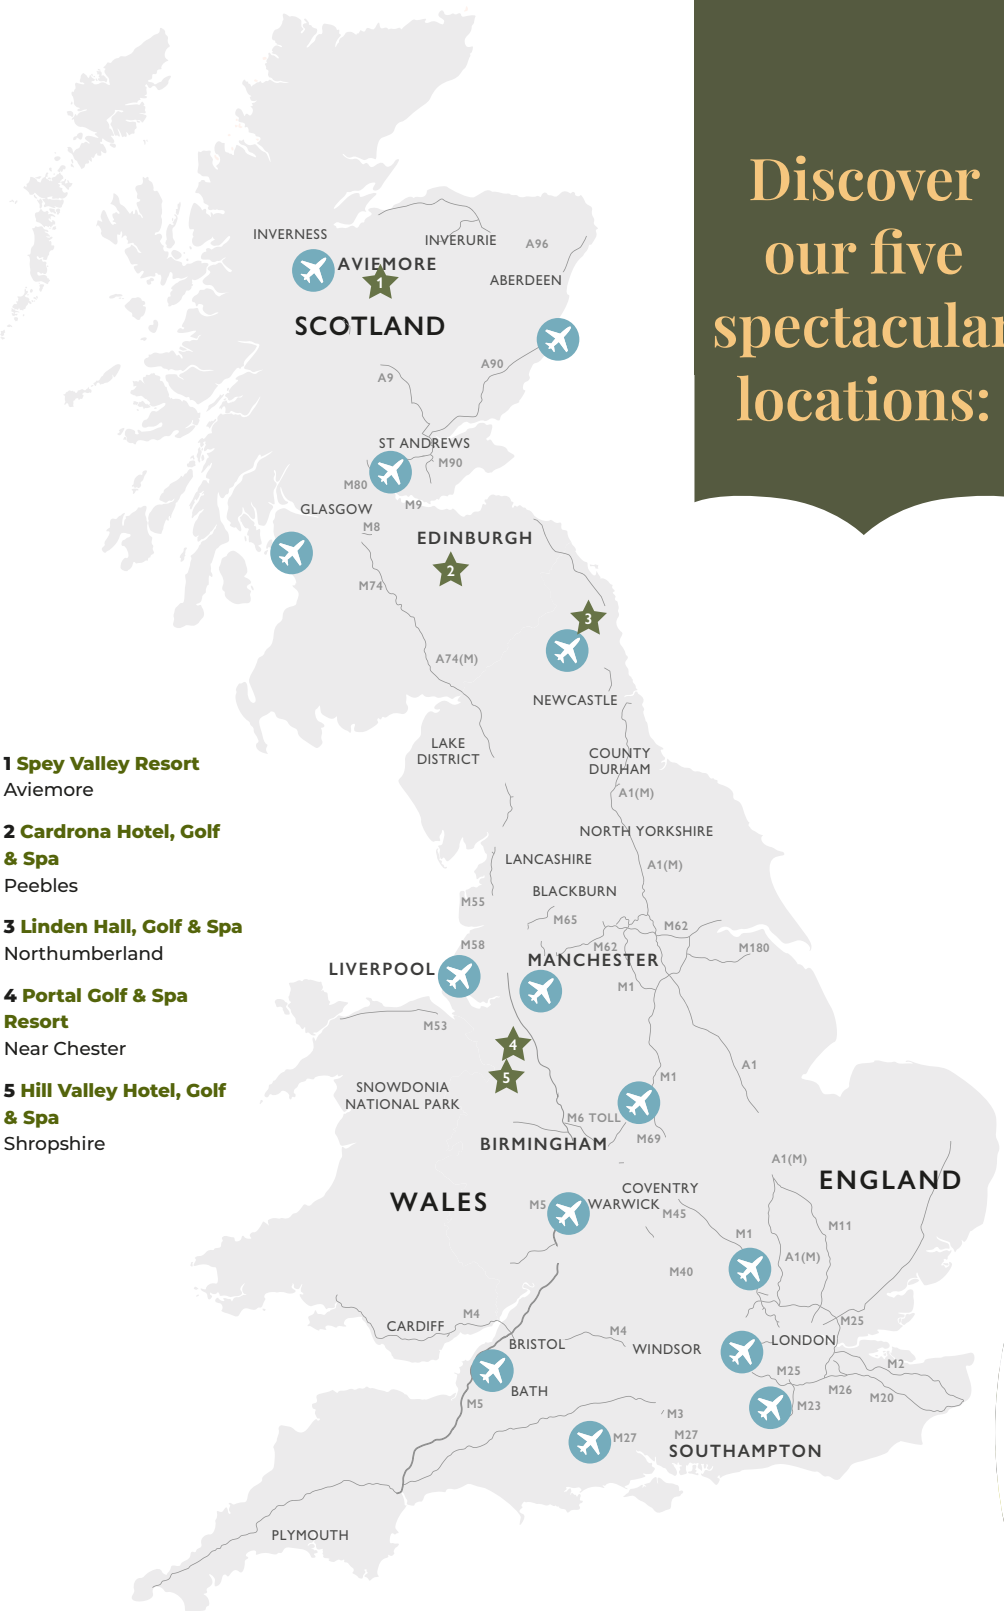 Discover
our five
spectacular
locations:
INVERNESS
INVERURIE
A96
AVIEMORE
ABERDEEN
1
SCOTLAND
A90
A9
ST ANDREWS
M90
M80
M9
GLASGOW
M8
EDINBURGH
2
M74
3
A74(M)
NEWCASTLE
LAKE
DISTRICT
COUNTY
DURHAM
A1(M)
NORTH YORKSHIRE
LANCASHIRE
A1(M)
BLACKBURN
M55
M65
M62
M58
M62
M180
MANCHESTER
LIVERPOOL
M1
M53
4
A1
5
M1
SNOWDONIA
NATIONAL PARK
M6 TOLL
M69
BIRMINGHAM
A1(M)
ENGLAND
COVENTRY
WALES
M5
WARWICK
M45
M11
M1
A1(M)
M40
M4
CARDIFF
M4
M25
BRISTOL
WINDSOR
LONDON
M2
M25
BATH
M26
M20
M5
M23
M3
M27
M27
SOUTHAMPTON
PLYMOUTH
1 Spey Valley Resort
Aviemore
2 Cardrona Hotel, Golf
& Spa
Peebles
3 Linden Hall, Golf & Spa
Northumberland
4 Portal Golf & Spa
Resort
Near Chester
5 Hill Valley Hotel, Golf
& Spa
Shropshire